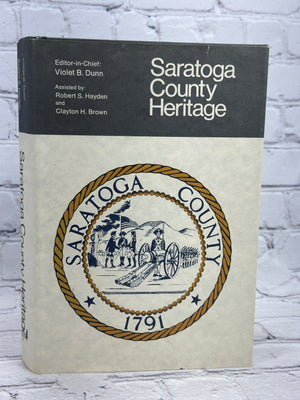 Editor-in-Chief:
Violet B. Dunn
Assisted by:
Robert S. Hayden
and
Clayton H. Brown
Saratoga
County
Heritage
SARATOGA COUNTY
1791
Saratoga County Heritage